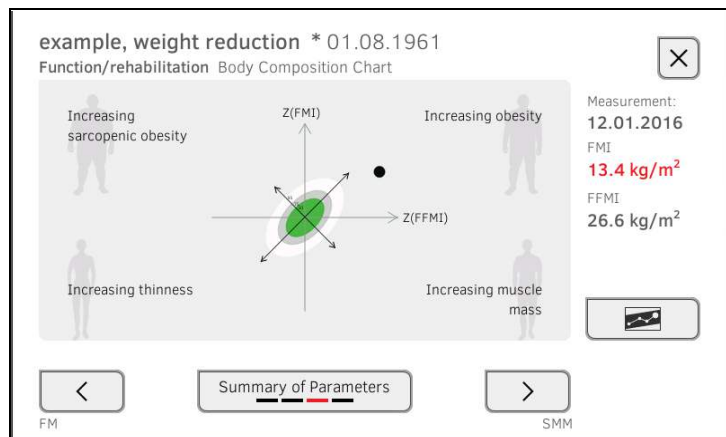 example, weight reduction * 01.08.1961
Function/rehabilitation Body Composition Chart
Increasing
sarcopenic obesity
Z(FMI)
Increasing obesity
Z(FFMI)
Increasing thinness
Increasing muscle
mass
Measurement:
12.01.2016
FMI
13.4 kg/m²
FFMI
26.6 kg/m²
Summary of Parameters
FM
SMM